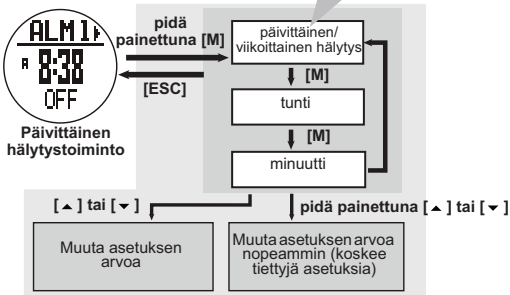 ALM1
A 8:38
OFF
Päivittäinen
hälytystoiminto
pidä
painettuna [M]
[ESC]
päivittäinen/
viikoittainen hälytys
[M]
tunti
[M]
minuutti
[▲] tai [▼]
pidä painettuna [▲] tai [▼]
Muuta asetuksen
arvoa
Muuta asetuksen arvoa
nopeammin (koskee
tiettyjä asetuksia)